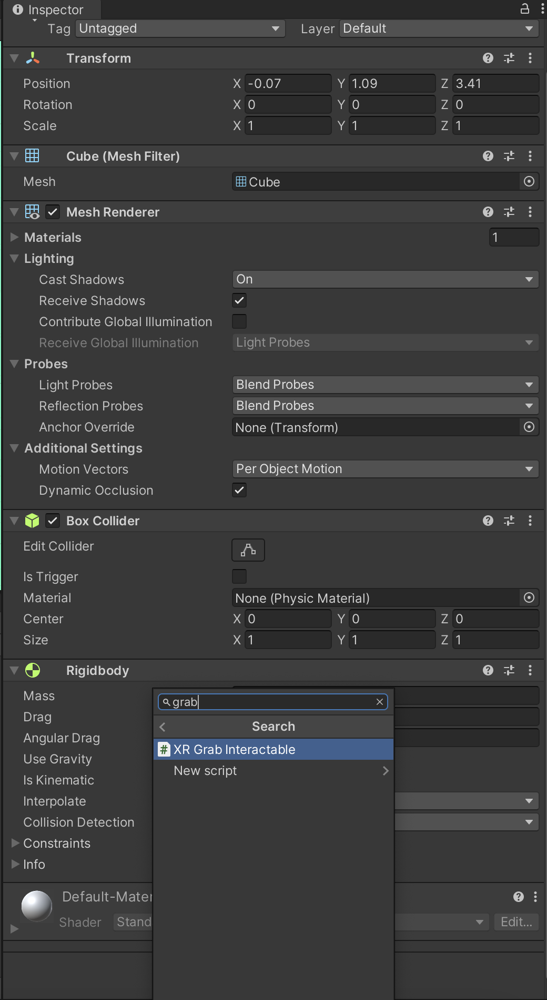 Inspector
Tag Untagged Layer Default
Transform
Position X -0.07 Y 1.09 Z 3.41
Rotation X 0 Y 0 Z 0
Scale X 1 Y 1 Z 1
Cube (Mesh Filter)
Mesh Cube
Mesh Renderer
Materials 1
Lighting
Cast Shadows On
Receive Shadows
Contribute Global Illumination
Receive Global Illumination Light Probes
Probes
Light Probes Blend Probes
Reflection Probes Blend Probes
Anchor Override None (Transform)
Additional Settings
Motion Vectors Per Object Motion
Dynamic Occlusion
Box Collider
Edit Collider
Is Trigger
Material None (Physic Material)
Center X 0 Y 0 Z 0
Size X 1 Y 1 Z 1
Rigidbody
Mass
Drag
Angular Drag
Use Gravity
Is Kinematic
Interpolate
Collision Detection
Constraints
Info
grab
Search
# XR Grab Interactable
New script
Default-Mater
Shader Stand Edit...